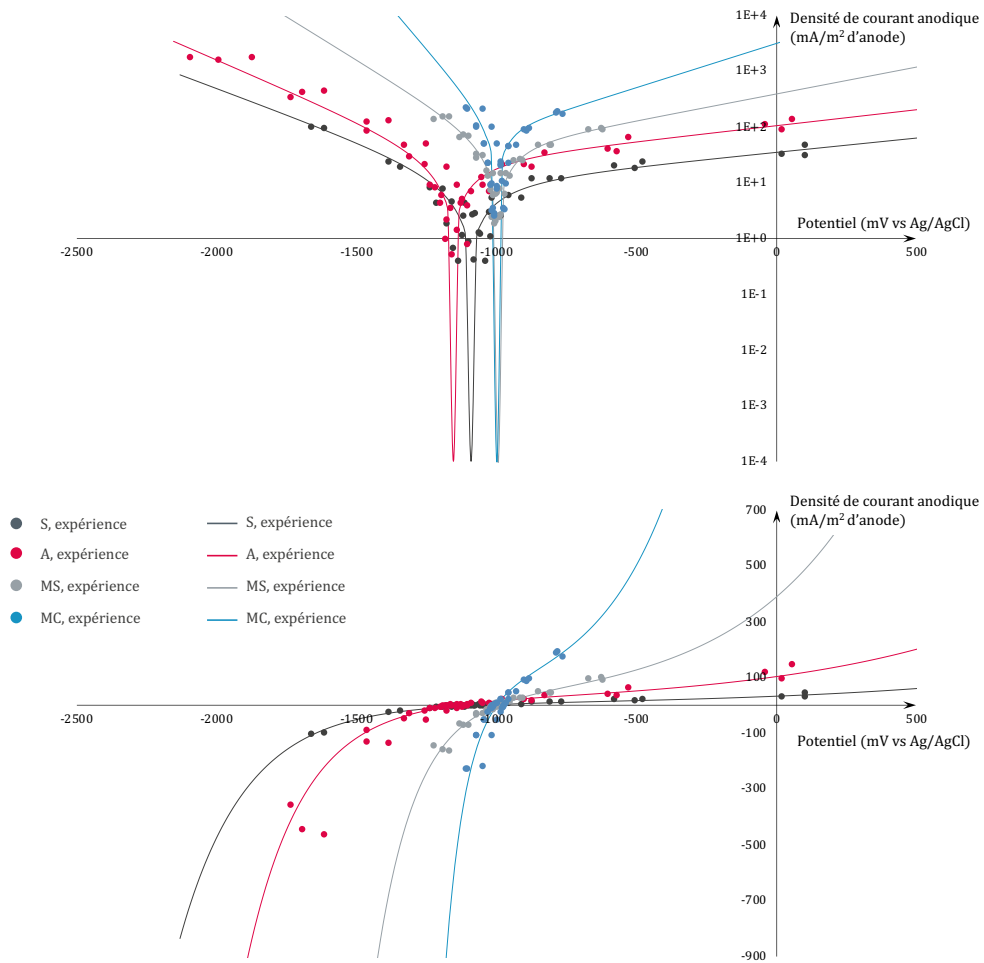 1E+4
Densité de courant anodique
(mA/m² d'anode)
1E+3
1E+2
1E+1
Potentiel (mV vs Ag/AgCl)
1E+0
-2500
-2000
-1500
-1000
-500
0
500
1E-1
1E-2
1E-3
1E-4
Densité de courant anodique
(mA/m² d'anode)
700
500
300
100
S, expérience
S, expérience
A, expérience
A, expérience
MS, expérience
MS, expérience
MC, expérience
MC, expérience
-2500
-2000
-1500
-1000
-500
0
500
-100
Potentiel (mV vs Ag/AgCl)
-300
-500
-700
-900